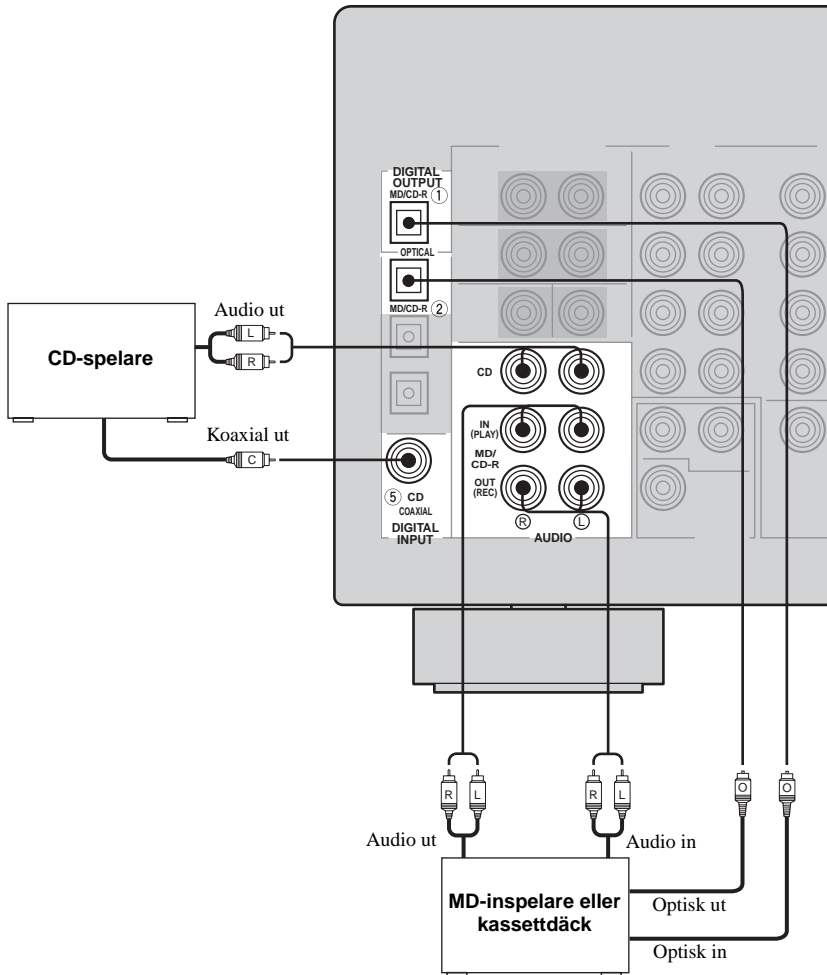 DIGITAL
OUTPUT
MD/CD-R ①
OPTICAL
MD/CD-R ②
Audio ut
L
R
CD-spelare
CD
Koaxial ut
C
IN
(PLAY)
MD/
CD-R
OUT
(REC)
⑤ CD
COAXIAL
DIGITAL
INPUT
Ⓡ Ⓛ
AUDIO
R L R L O O
Audio ut
Audio in
MD-inspelare eller
kassettdäck
Optisk ut
Optisk in